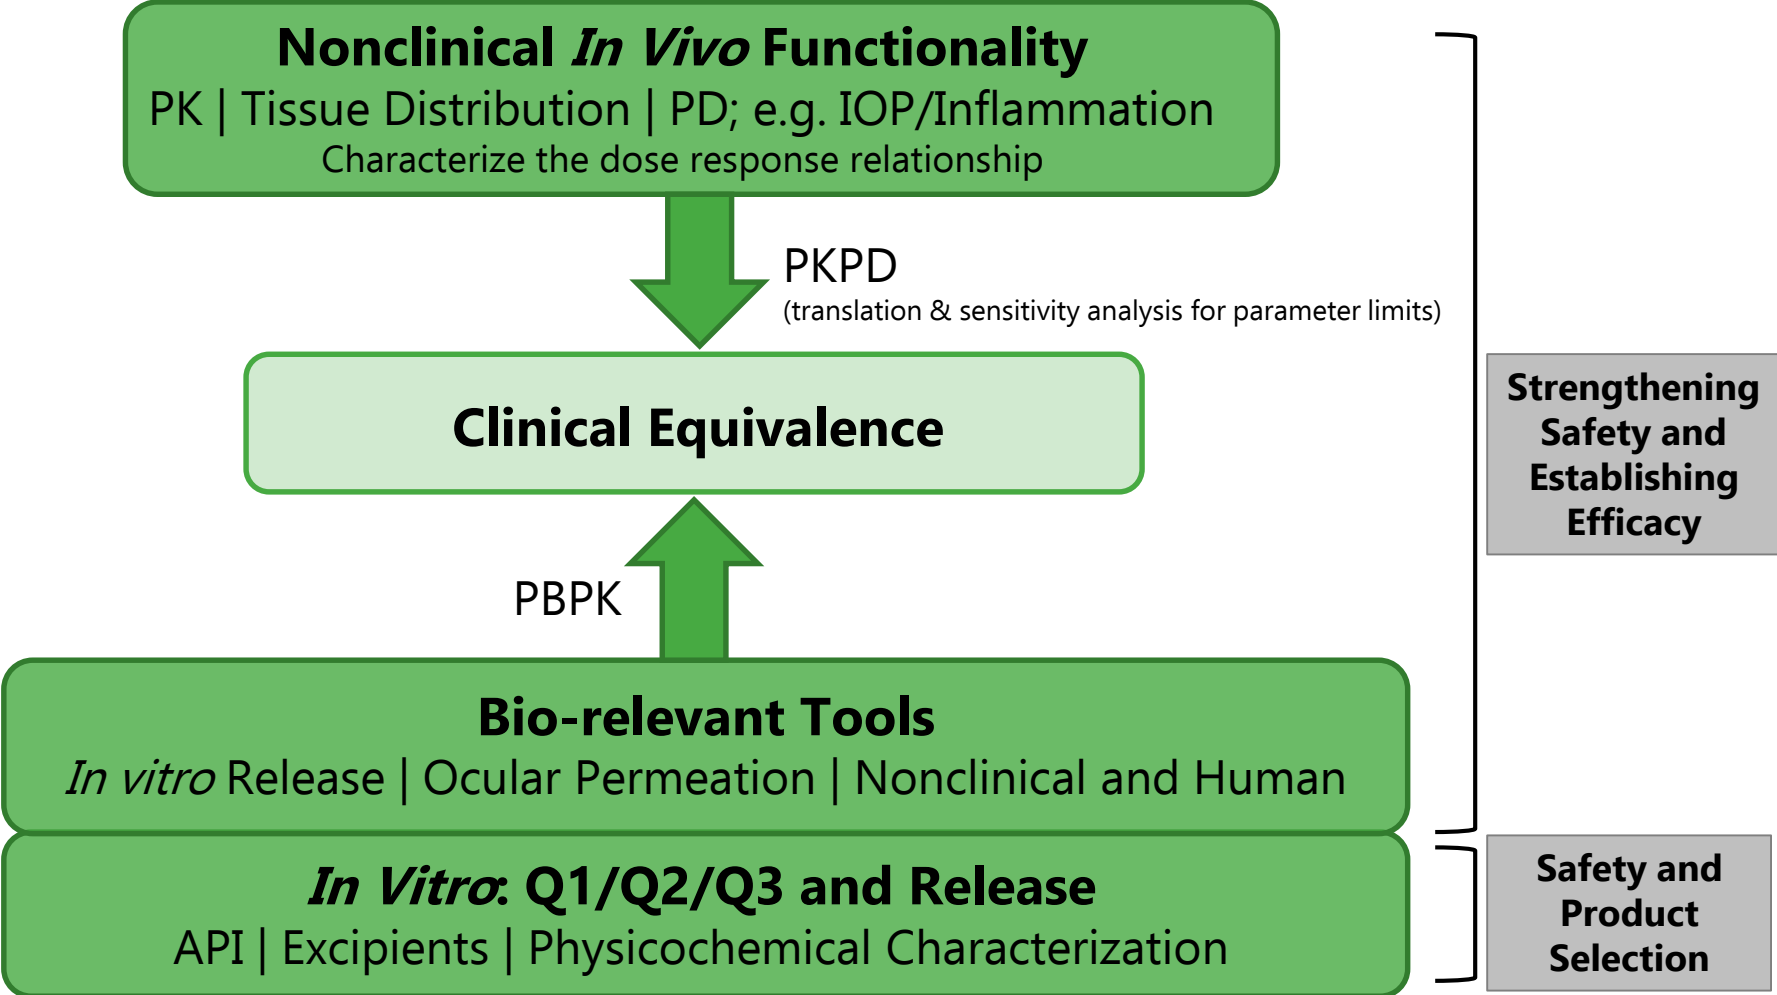 Nonclinical In Vivo Functionality
PK | Tissue Distribution | PD; e.g. IOP/Inflammation
Characterize the dose response relationship
PKPD
(translation & sensitivity analysis for parameter limits)
Clinical Equivalence
Strengthening
Safety and
Establishing
Efficacy
PBPK
Bio-relevant Tools
In vitro Release | Ocular Permeation | Nonclinical and Human
In Vitro: Q1/Q2/Q3 and Release
API | Excipients | Physicochemical Characterization
Safety and
Product
Selection